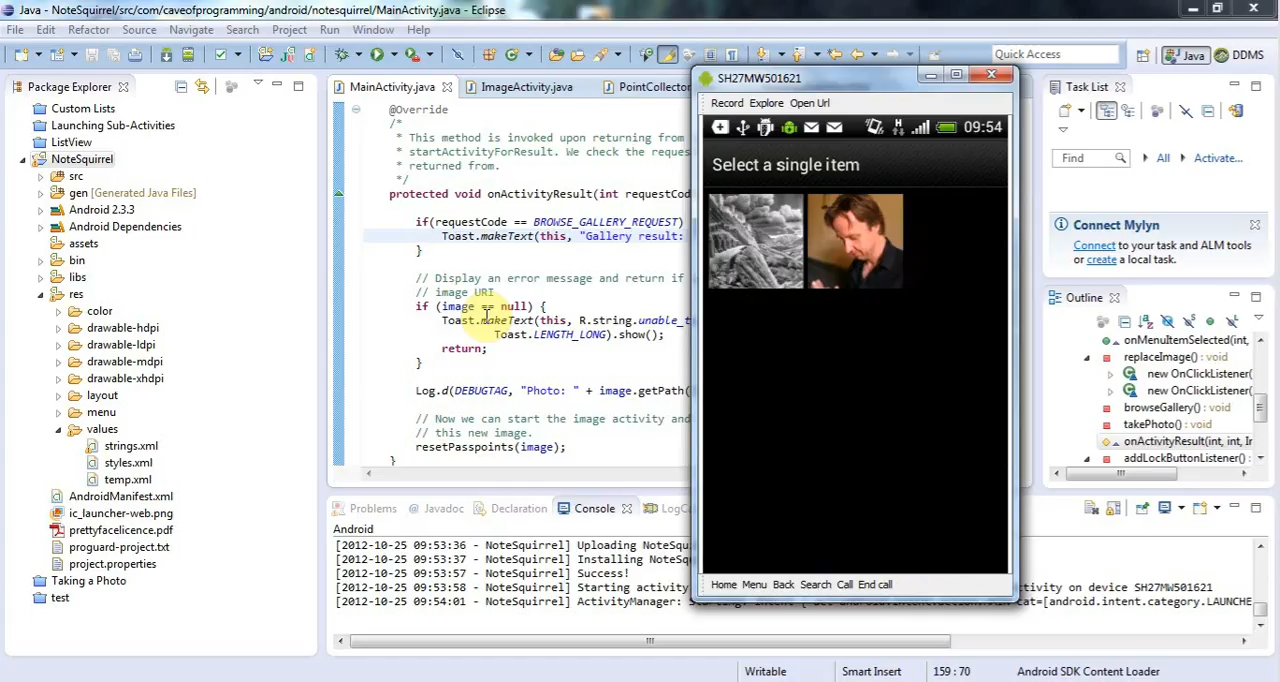 Java - NoteSquirrel/src/com/caveofprogramming/android/notesquirrel/MainActivity.java - Eclipse
File Edit Refactor Source Navigate Search Project Run Window Help
Quick Access
Java
DDMS
Package Explorer
Custom Lists
Launching Sub-Activities
ListView
NoteSquirrel
src
gen [Generated Java Files]
Android 2.3.3
Android Dependencies
assets
bin
libs
res
color
drawable-hdpi
drawable-ldpi
drawable-mdpi
drawable-xhdpi
layout
menu
values
strings.xml
styles.xml
temp.xml
AndroidManifest.xml
ic_launcher-web.png
prettyfacelicence.pdf
proguard-project.txt
project.properties
Taking a Photo
test
MainActivity.java
ImageActivity.java
PointCollector
@Override
/*
* This method is invoked upon returning from
* startActivityForResult. We check the reques
* returned from.
*/
protected void onActivityResult(int requestCod
if(requestCode == BROWSE_GALLERY_REQUEST)
Toast.makeText(this, "Gallery result:
}
// Display an error message and return if
// image URI
if (image == null) {
Toast.makeText(this, R.string.unable_t
Toast.LENGTH_LONG).show();
return;
}
Log.d(DEBUGTAG, "Photo: " + image.getPath(
// Now we can start the image activity and
// this new image.
resetPasspoints(image);
}
SH27MW501621
Record Explore Open Url
H
09:54
Select a single item
Home Menu Back Search Call End call
Task List
Find
All
Activate...
Connect Mylyn
Connect to your task and ALM tools
or create a local task.
Outline
onMenuItemSelected(int,
replaceImage() : void
new OnClickListener(
new OnClickListener(
browseGallery() : void
takePhoto() : void
onActivityResult(int, int, In
addLockButtonListener() :
Problems
Javadoc
Declaration
Console
LogCa
Android
[2012-10-25 09:53:36 - NoteSquirrel] Uploading NoteSqu
[2012-10-25 09:53:37 - NoteSquirrel] Installing NoteSq
[2012-10-25 09:53:57 - NoteSquirrel] Success!
[2012-10-25 09:53:58 - NoteSquirrel] Starting activity
ctivity on device SH27MW501621
[2012-10-25 09:54:01 - NoteSquirrel] ActivityManager:
cat=[android.intent.category.LAUNCHE
Writable
Smart Insert
159 : 70
Android SDK Content Loader